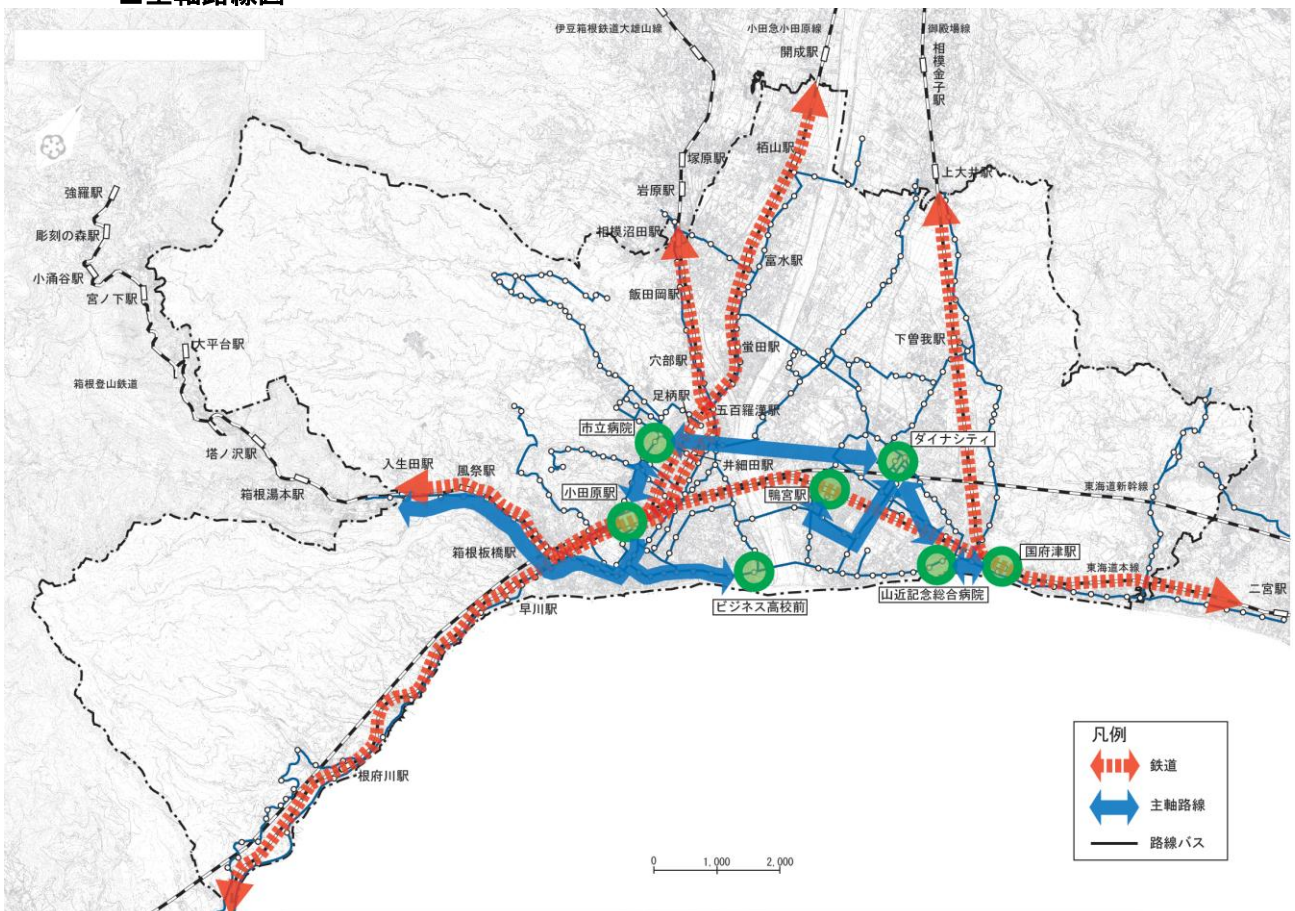 ■主軸路線図
伊豆箱根鉄道大雄山線
小田急小田原線
御殿場線
開成駅
相模金子駅
栢山駅
塚原駅
上大井駅
強羅駅
岩原駅
彫刻の森駅
相模沼田駅
富水駅
小涌谷駅
宮ノ下駅
飯田岡駅
大平台駅
下曽我駅
螢田駅
穴部駅
箱根登山鉄道
足柄駅
五百羅漢駅
市立病院
ダイナシティ
塔ノ沢駅
入生田駅
風祭駅
井細田駅
小田原駅
鴨宮駅
東海道新幹線
箱根湯本駅
箱根板橋駅
国府津駅
東海道本線
山近記念総合病院
二宮駅
早川駅
ビジネス高校前
根府川駅
凡例
鉄道
主軸路線
路線バス
0 1,000 2,000